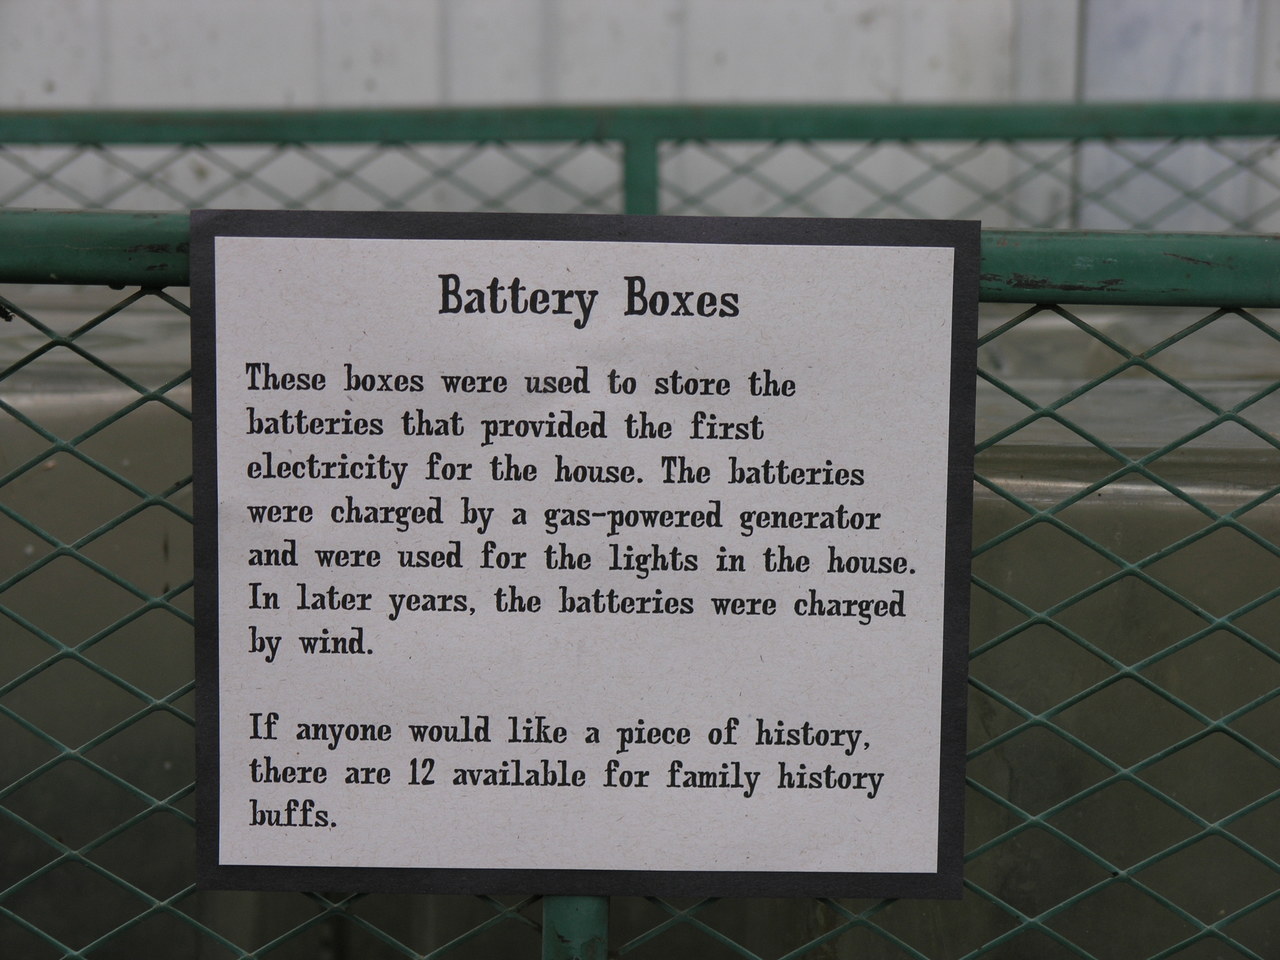 Battery Boxes
These boxes were used to store the
batteries that provided the first
electricity for the house. The batteries
were charged by a gas-powered generator
and were used for the lights in the house.
In later years, the batteries were charged
by wind.
If anyone would like a piece of history,
there are 12 available for family history
buffs.